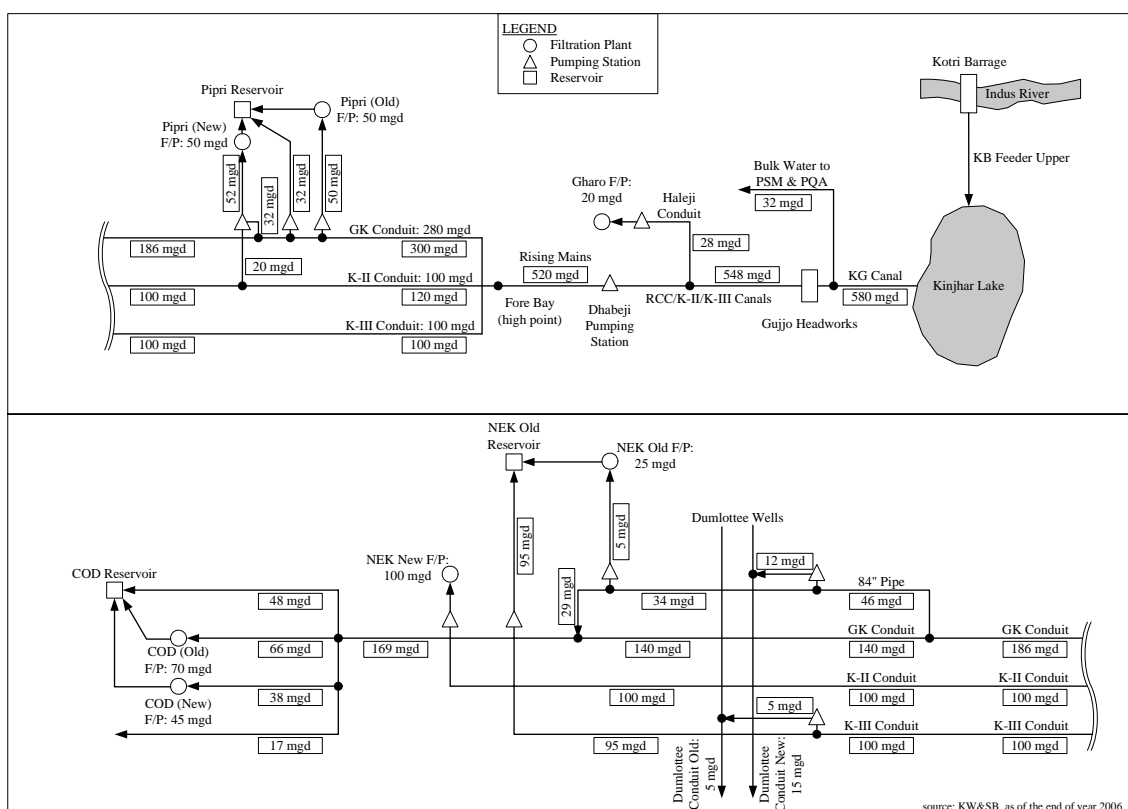 LEGEND
Filtration Plant
Pumping Station
Reservoir
Kotri Barrage
Indus River
KB Feeder Upper
Kinjhar Lake
Pipri Reservoir
Pipri (Old)
F/P: 50 mgd
Pipri (New)
F/P: 50 mgd
52 mgd
32 mgd
32 mgd
50 mgd
Gharo F/P:
20 mgd
Haleji
Conduit
Bulk Water to
PSM & PQA
32 mgd
28 mgd
GK Conduit: 280 mgd
186 mgd
300 mgd
20 mgd
Rising Mains
520 mgd
548 mgd
KG Canal
580 mgd
K-II Conduit: 100 mgd
100 mgd
120 mgd
Fore Bay
(high point)
Dhabeji
Pumping
Station
RCC/K-II/K-III Canals
Gujjo Headworks
K-III Conduit: 100 mgd
100 mgd
100 mgd
NEK Old
Reservoir
NEK Old F/P:
25 mgd
95 mgd
5 mgd
Dumlottee Wells
NEK New F/P:
100 mgd
COD Reservoir
12 mgd
84" Pipe
48 mgd
29 mgd
34 mgd
46 mgd
GK Conduit
GK Conduit
COD (Old)
F/P: 70 mgd
66 mgd
169 mgd
140 mgd
140 mgd
186 mgd
K-II Conduit
K-II Conduit
COD (New)
F/P: 45 mgd
38 mgd
100 mgd
100 mgd
100 mgd
5 mgd
K-III Conduit
K-III Conduit
17 mgd
95 mgd
100 mgd
100 mgd
Dumlottee
Conduit Old:
5 mgd
Dumlottee
Conduit New:
15 mgd
source: KW&SB, as of the end of year 2006